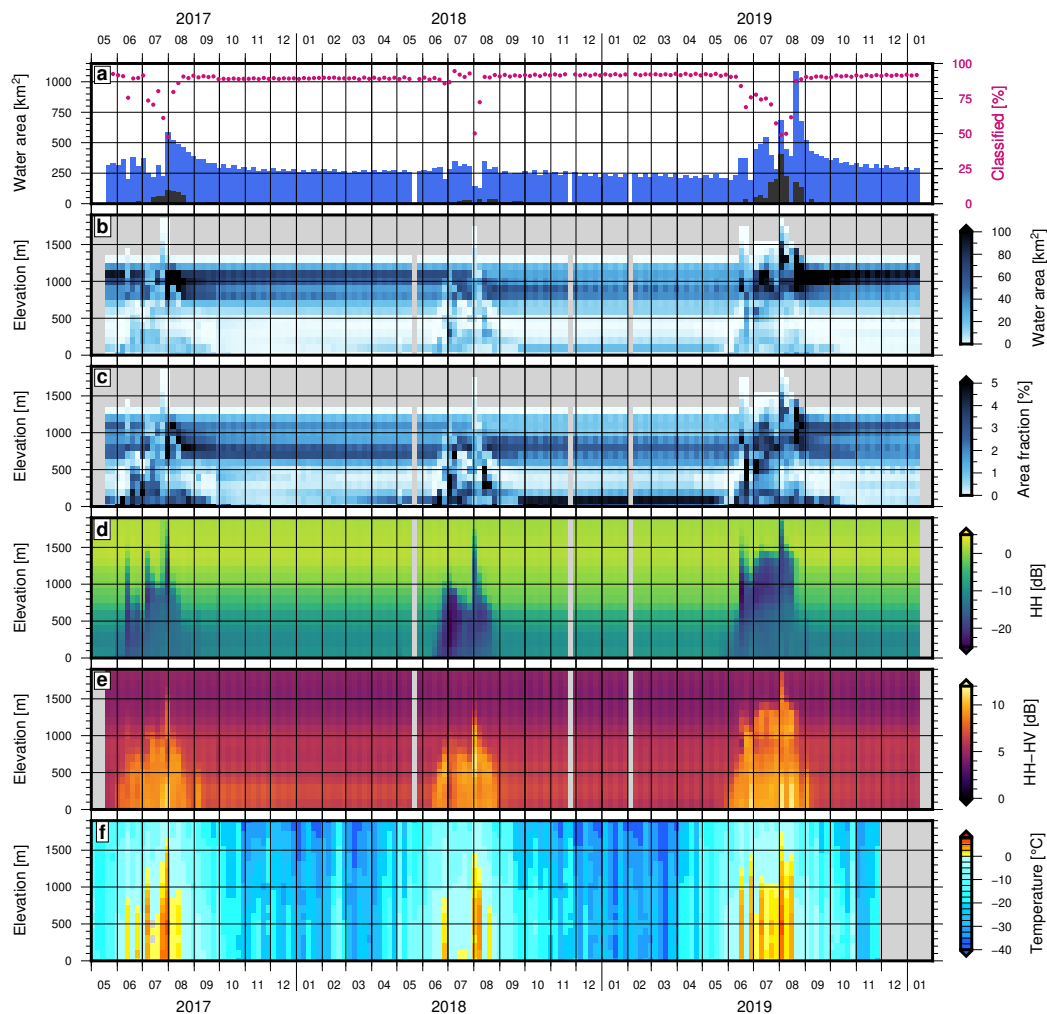 2017 2018 2019
05 06 07 08 09 10 11 12 01 02 03 04 05 06 07 08 09 10 11 12 01 02 03 04 05 06 07 08 09 10 11 12 01
a
Water area [km²]
1000
750
500
250
0
100
75
50
25
0
Classified [%]
b
Elevation [m]
1500
1000
500
0
100
80
60
40
20
0
Water area [km²]
c
Elevation [m]
1500
1000
500
0
5
4
3
2
1
0
Area fraction [%]
d
Elevation [m]
1500
1000
500
0
0
−10
−20
HH [dB]
e
Elevation [m]
1500
1000
500
0
10
5
0
HH−HV [dB]
f
Elevation [m]
1500
1000
500
0
0
−10
−20
−30
−40
Temperature [°C]
05 06 07 08 09 10 11 12 01 02 03 04 05 06 07 08 09 10 11 12 01 02 03 04 05 06 07 08 09 10 11 12 01
2017 2018 2019